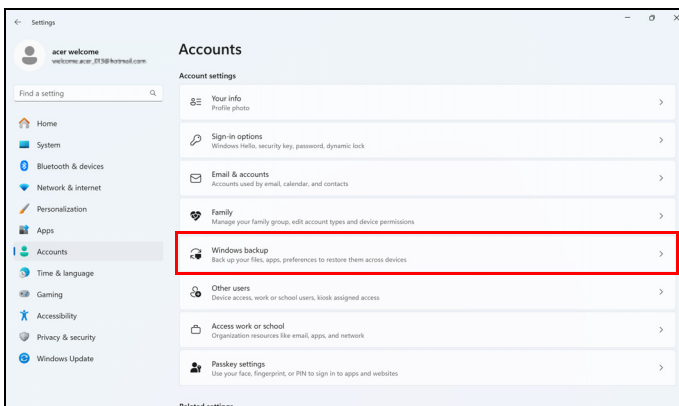 Settings
acer welcome
welcome.acer_013@hotmail.com
Find a setting
Home
System
Bluetooth & devices
Network & internet
Personalization
Apps
Accounts
Time & language
Gaming
Accessibility
Privacy & security
Windows Update
Accounts
Account settings
Your info
Profile photo
Sign-in options
Windows Hello, security key, password, dynamic lock
Email & accounts
Accounts used by email, calendar, and contacts
Family
Manage your family group, edit account types and device permissions
Windows backup
Back up your files, apps, preferences to restore them across devices
Other users
Device access, work or school users, kiosk assigned access
Access work or school
Organization resources like email, apps, and network
Passkey settings
Use your face, fingerprint, or PIN to sign in to apps and websites
Related settings